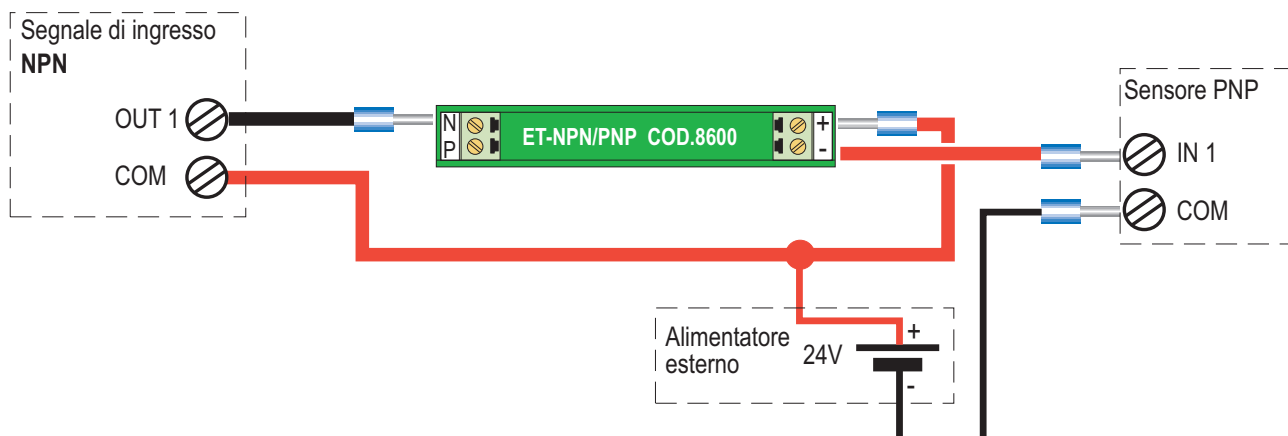 Segnale di ingresso
NPN
OUT 1
COM
N
P
ET-NPN/PNP COD.8600
+
-
Sensore PNP
IN 1
COM
Alimentatore
esterno
24V
+
-